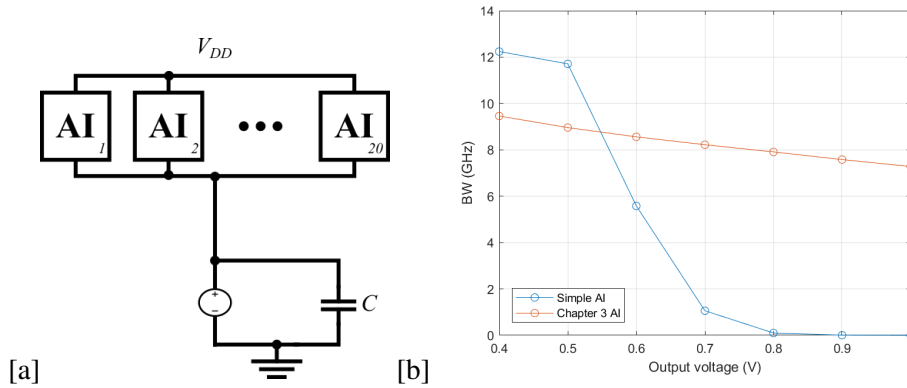 V_DD
AI 1
AI 2
•••
AI 20
+
−
C
[a]
[b]
14
12
10
8
6
4
2
0
BW (GHz)
Simple AI
Chapter 3 AI
0.4 0.5 0.6 0.7 0.8 0.9
Output voltage (V)